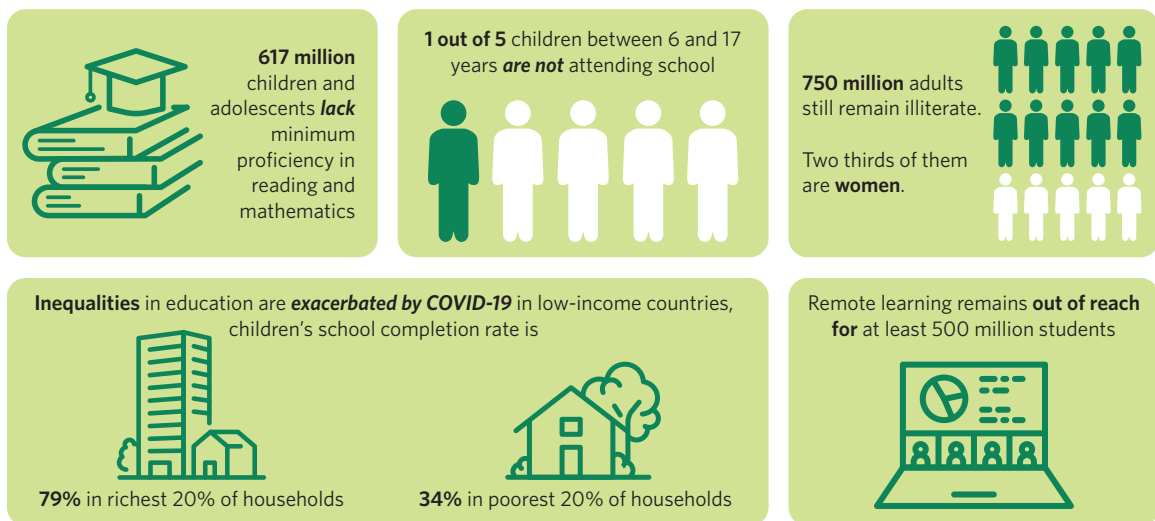 617 million
children and
adolescents lack
minimum
proficiency in
reading and
mathematics
1 out of 5 children between 6 and 17
years are not attending school
750 million adults
still remain illiterate.
Two thirds of them
are women.
Inequalities in education are exacerbated by COVID-19 in low-income countries,
children’s school completion rate is
79% in richest 20% of households
34% in poorest 20% of households
Remote learning remains out of reach
for at least 500 million students